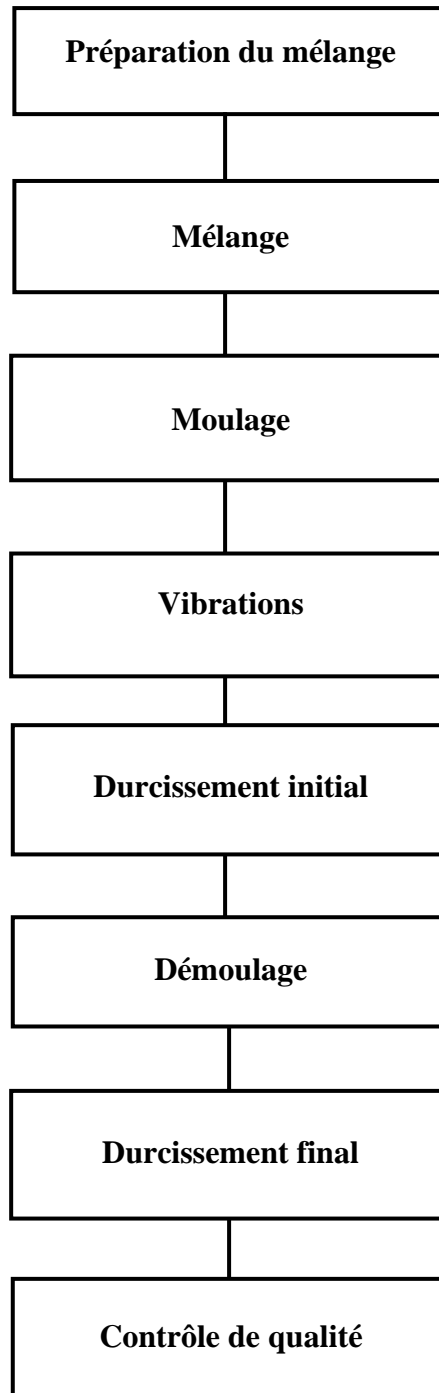 Préparation du mélange
Mélange
Moulage
Vibrations
Durcissement initial
Démoulage
Durcissement final
Contrôle de qualité